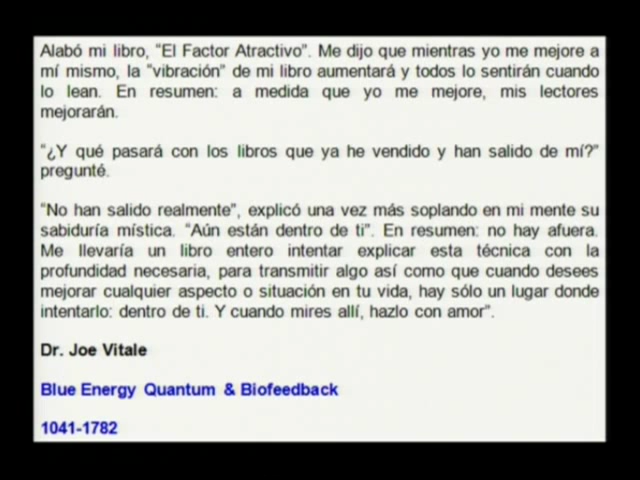 Alabó mi libro, "El Factor Atractivo". Me dijo que mientras yo me mejore a
mí mismo, la "vibración" de mi libro aumentará y todos lo sentirán cuando
lo lean. En resumen: a medida que yo me mejore, mis lectores
mejorarán.
"¿Y qué pasará con los libros que ya he vendido y han salido de mí?"
pregunté.
"No han salido realmente", explicó una vez más soplando en mi mente su
sabiduría mística. "Aún están dentro de ti". En resumen: no hay afuera.
Me llevaría un libro entero intentar explicar esta técnica con la
profundidad necesaria, para transmitir algo así como que cuando desees
mejorar cualquier aspecto o situación en tu vida, hay sólo un lugar donde
intentarlo: dentro de ti. Y cuando mires allí, hazlo con amor".
Dr. Joe Vitale
Blue Energy Quantum & Biofeedback
1041-1782